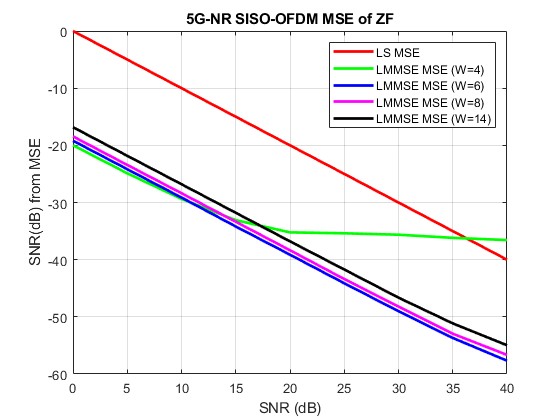 5G-NR SISO-OFDM MSE of ZF
LS MSE
LMMSE MSE (W=4)
LMMSE MSE (W=6)
LMMSE MSE (W=8)
LMMSE MSE (W=14)
SNR(dB) from MSE
0
-10
-20
-30
-40
-50
-60
0 5 10 15 20 25 30 35 40
SNR (dB)